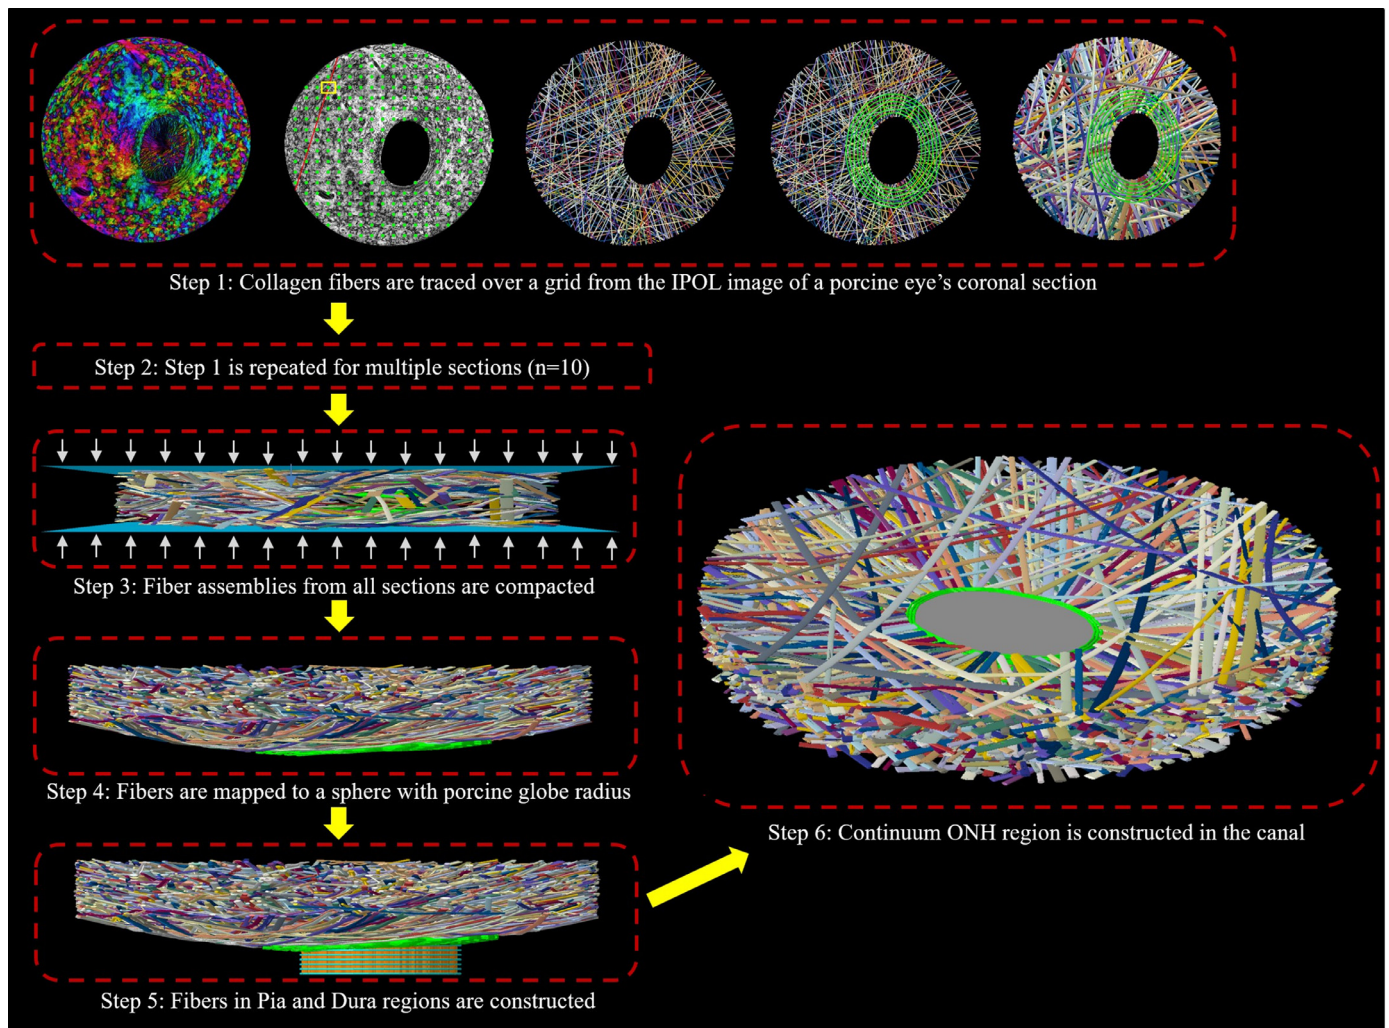 Step 1: Collagen fibers are traced over a grid from the IPOL image of a porcine eye's coronal section
Step 2: Step 1 is repeated for multiple sections (n=10)
Step 3: Fiber assemblies from all sections are compacted
Step 4: Fibers are mapped to a sphere with porcine globe radius
Step 5: Fibers in Pia and Dura regions are constructed
Step 6: Continuum ONH region is constructed in the canal